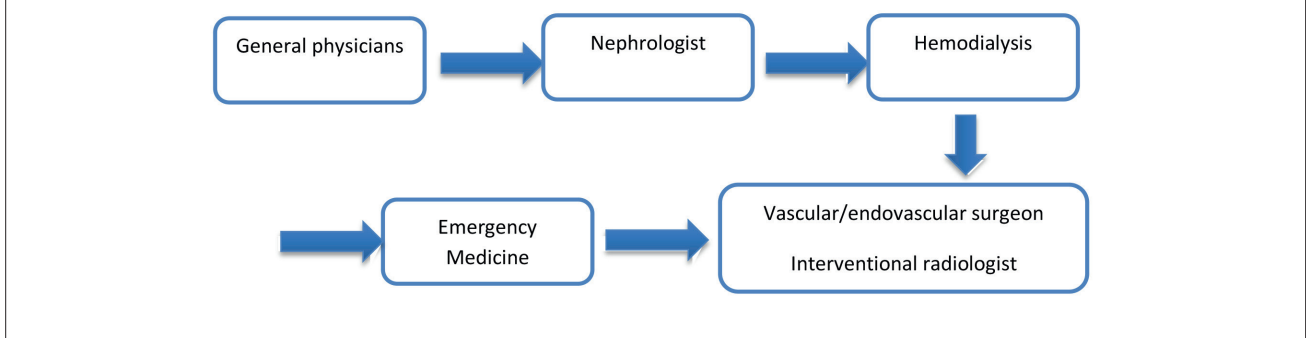 General physicians
Nephrologist
Hemodialysis
Emergency
Medicine
Vascular/endovascular surgeon
Interventional radiologist